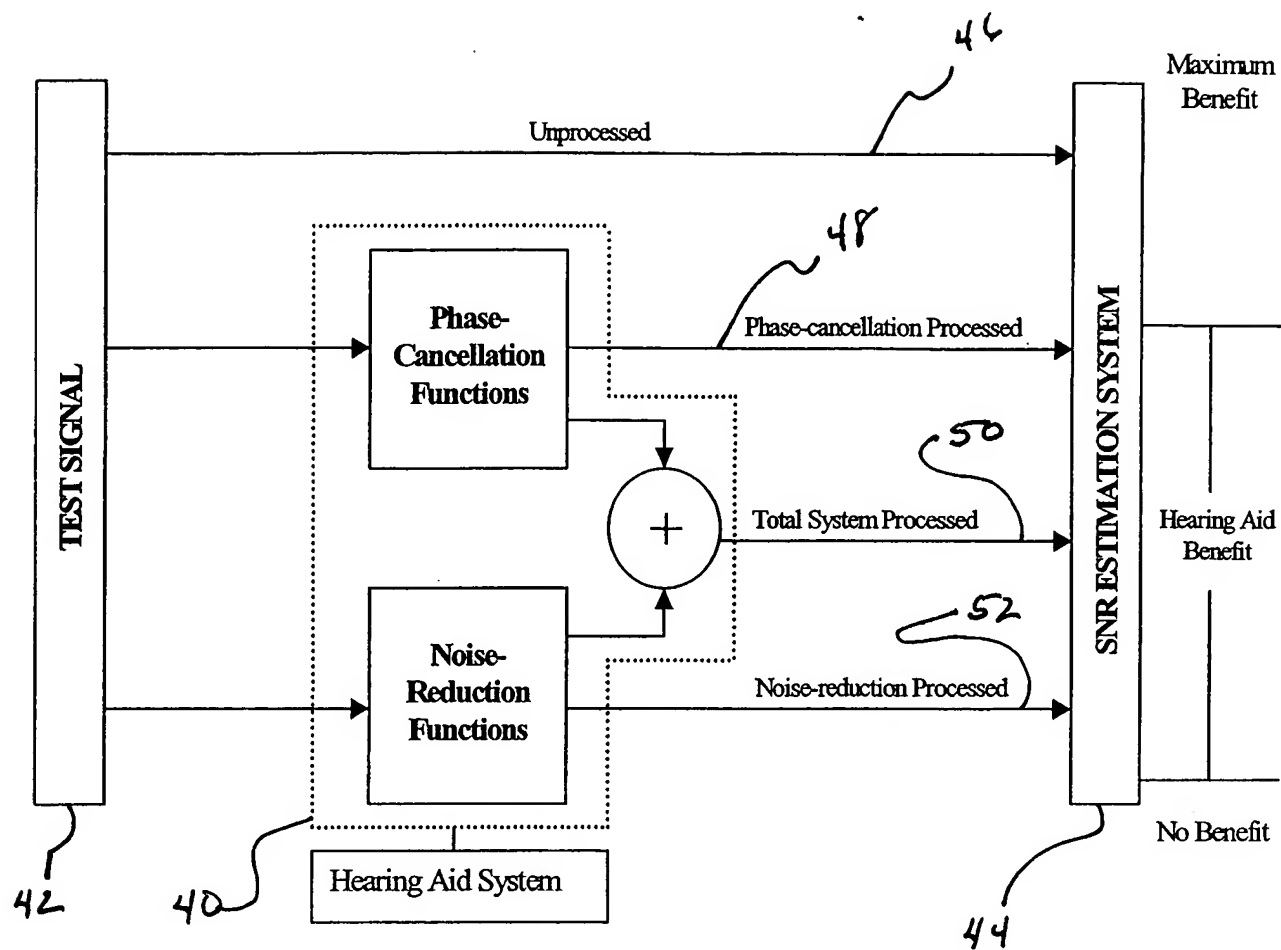 46
Maximum
Benefit
Unprocessed
48
Phase-
Cancellation
Functions
Phase-cancellation Processed
TEST SIGNAL
SNR ESTIMATION SYSTEM
50
+
Total System Processed
Hearing Aid
Benefit
52
Noise-
Reduction
Functions
Noise-reduction Processed
No Benefit
42
40
Hearing Aid System
44